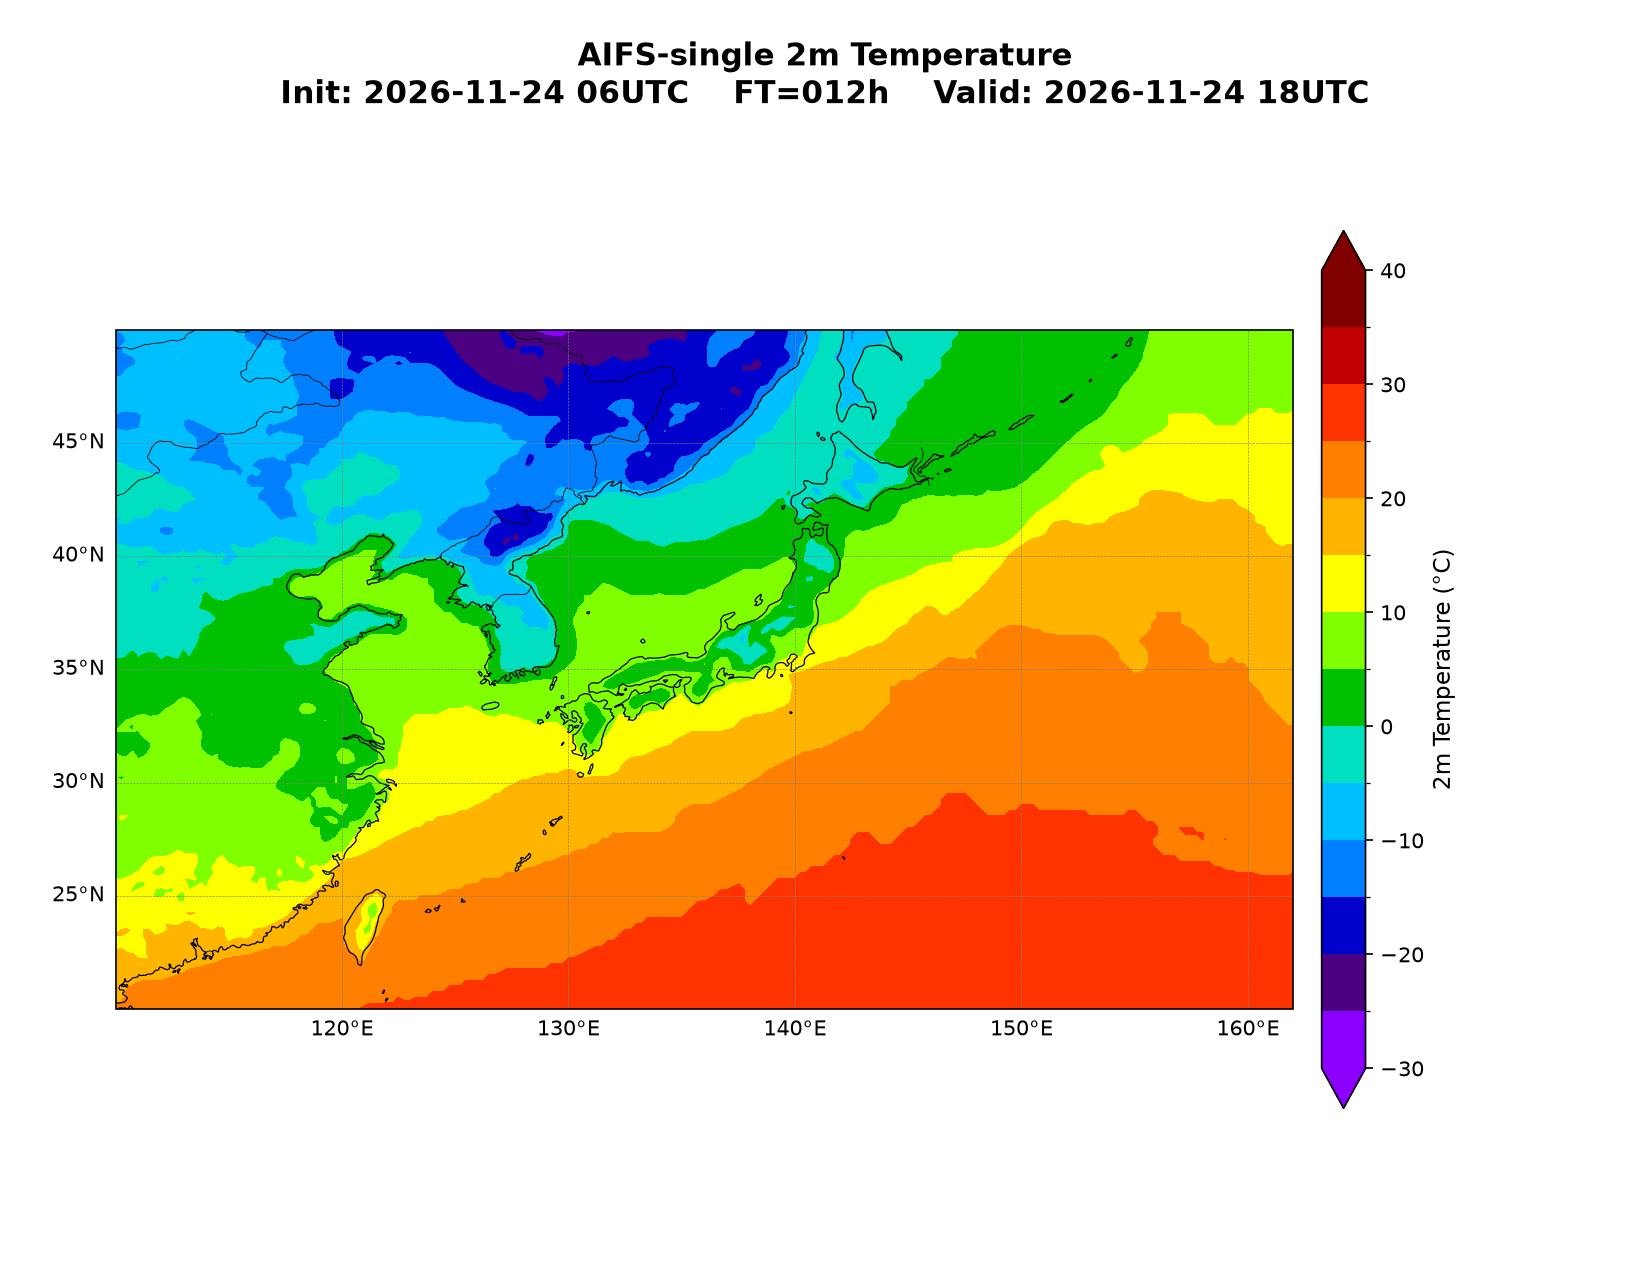 AIFS-single 2m Temperature
Init: 2026-11-24 06UTC    FT=012h    Valid: 2026-11-24 18UTC
45°N
40°N
35°N
30°N
25°N
120°E
130°E
140°E
150°E
160°E
40
30
20
10
0
−10
−20
−30
2m Temperature (°C)